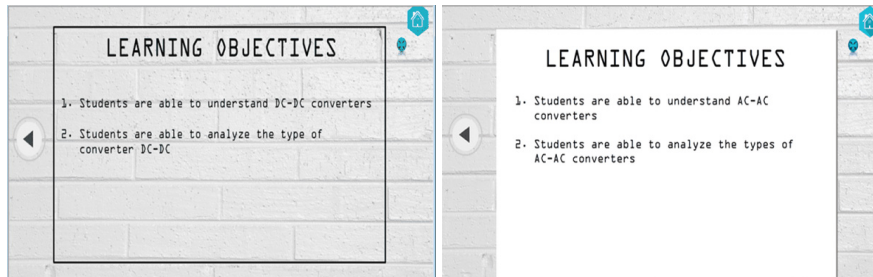 LEARNING OBJECTIVES
1. Students are able to understand DC-DC converters
2. Students are able to analyze the type of
converter DC-DC
LEARNING OBJECTIVES
1. Students are able to understand AC-AC
converters
2. Students are able to analyze the types of
AC-AC converters